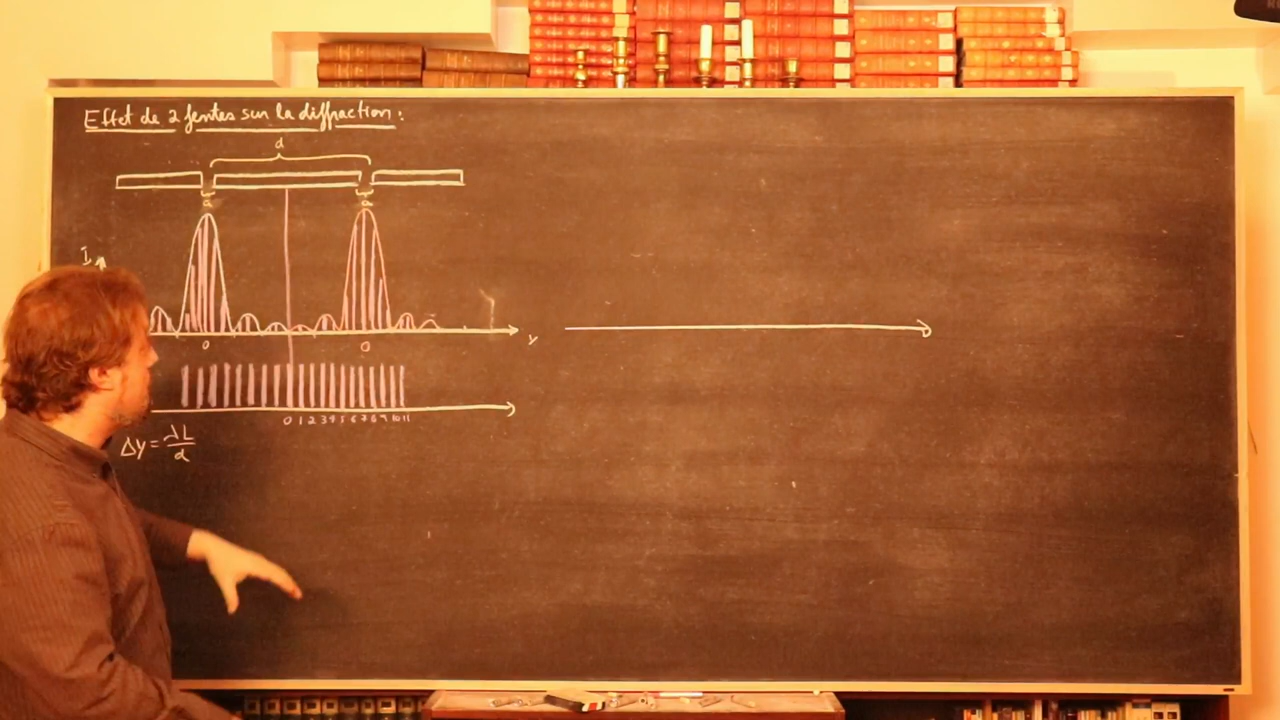 Effet de 2 fentes sur la diffraction :
d
a a
I
0 0
y
0 1 2 3 4 5 6 7 8 9 10 11
Δy = λL
d